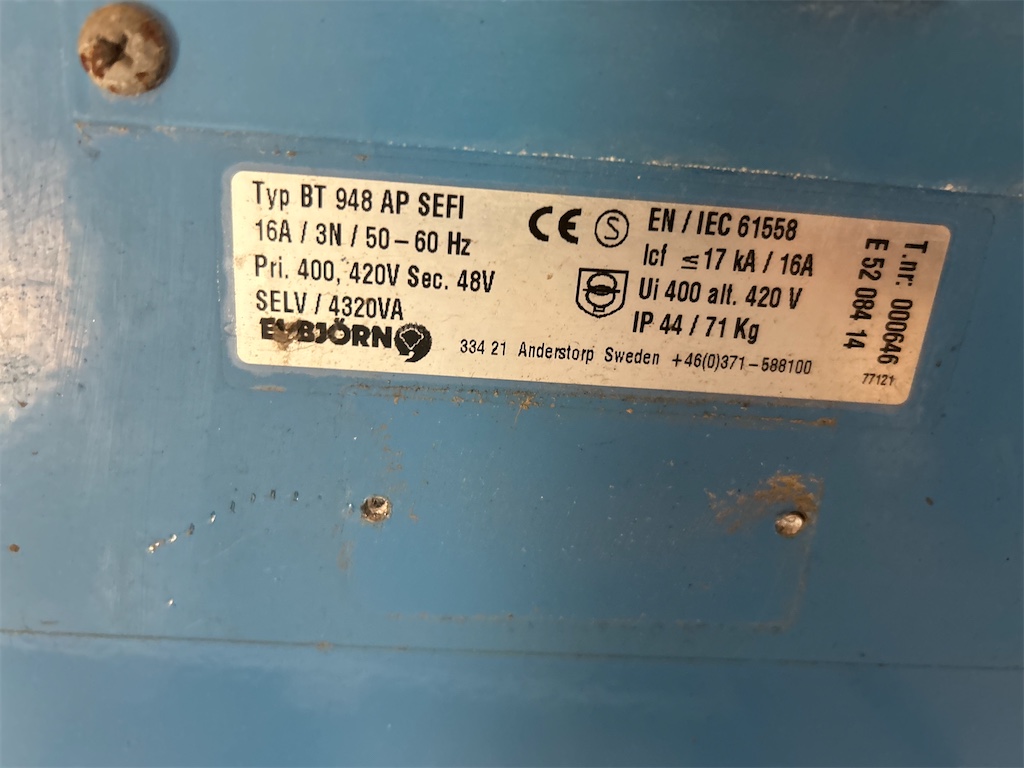 Typ BT 948 AP SEFI
16A / 3N / 50–60 Hz
Pri. 400, 420V Sec. 48V
SELV / 4320VA
ELBJÖRN
CE S EN / IEC 61558
Icf ≤ 17 kA / 16A
Ui 400 alt. 420 V
IP 44 / 71 Kg
334 21 Anderstorp Sweden +46(0)371–588100
T.nr: 000646
E 52 084 14
77121